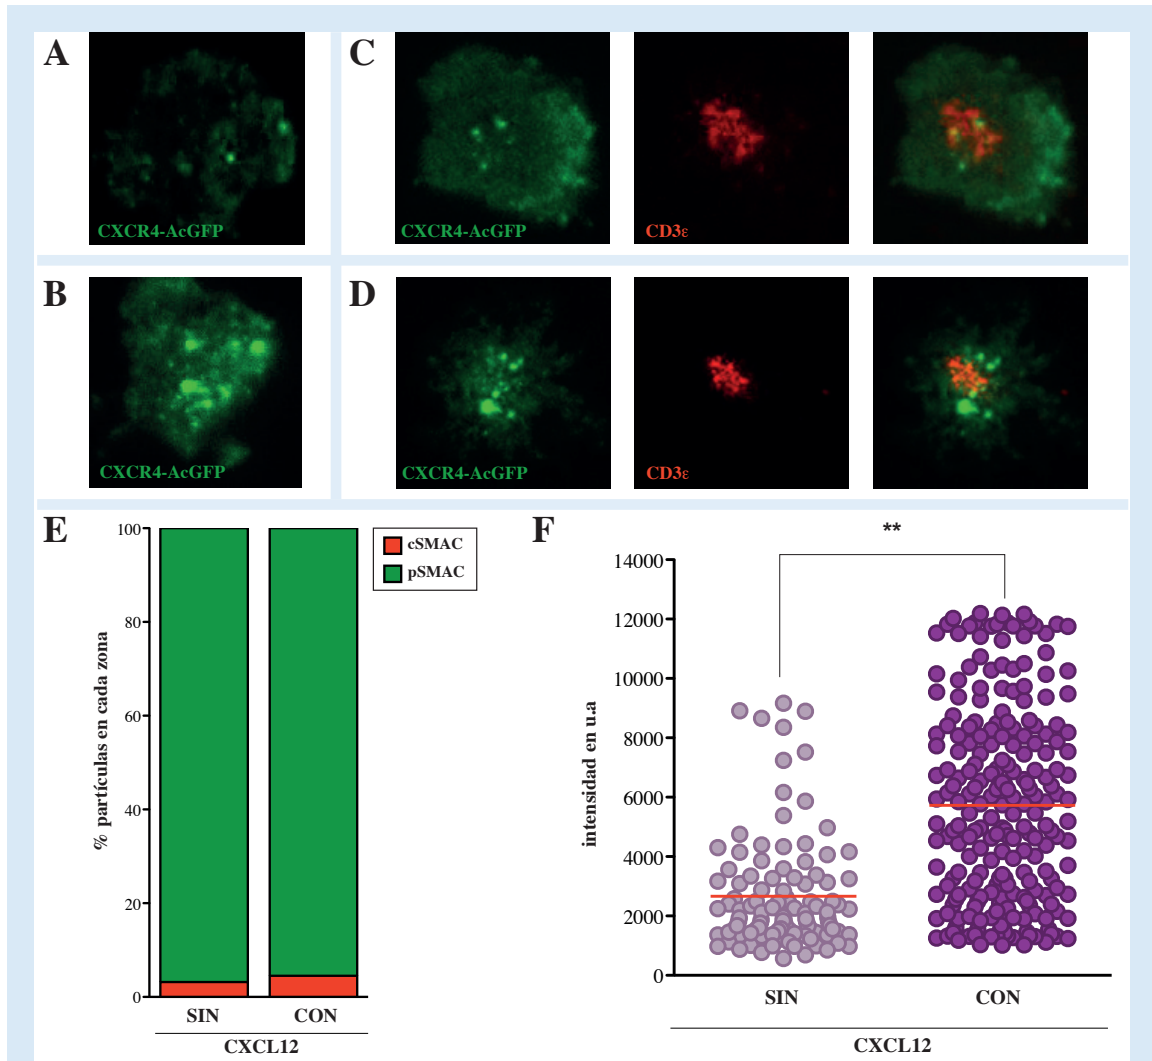 A
CXCR4-AcGFP
C
CXCR4-AcGFP
CD3ε
B
CXCR4-AcGFP
D
CXCR4-AcGFP
CD3ε
E
% partículas en cada zona
100
80
60
40
20
0
cSMAC
pSMAC
SIN
CON
CXCL12
F
**
intensidad en u.a
14000
12000
10000
8000
6000
4000
2000
0
SIN
CON
CXCL12